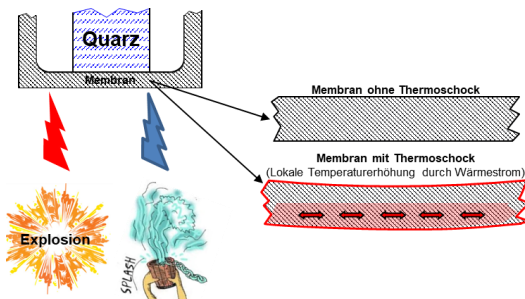 Quarz
Membran
Membran ohne Thermoschock
Membran mit Thermoschock
(Lokale Temperaturerhöhung durch Wärmestrom)
Explosion
SPLASH